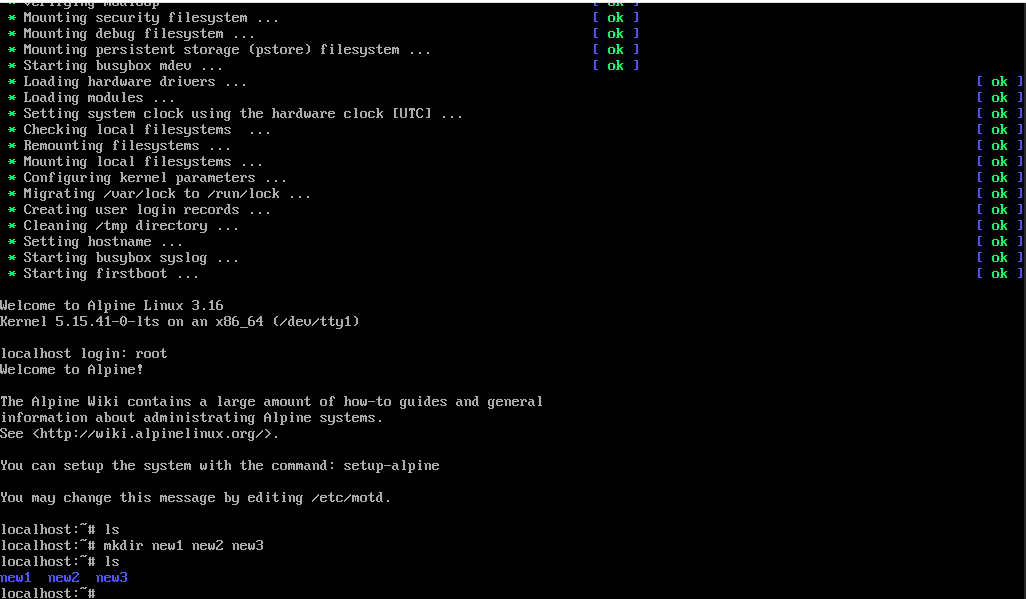 * Verifying modloop [ ok ]
* Mounting security filesystem ... [ ok ]
* Mounting debug filesystem ... [ ok ]
* Mounting persistent storage (pstore) filesystem ... [ ok ]
* Starting busybox mdev ... [ ok ]
* Loading hardware drivers ... [ ok ]
* Loading modules ... [ ok ]
* Setting system clock using the hardware clock [UTC] ... [ ok ]
* Checking local filesystems  ... [ ok ]
* Remounting filesystems ... [ ok ]
* Mounting local filesystems ... [ ok ]
* Configuring kernel parameters ... [ ok ]
* Migrating /var/lock to /run/lock ... [ ok ]
* Creating user login records ... [ ok ]
* Cleaning /tmp directory ... [ ok ]
* Setting hostname ... [ ok ]
* Starting busybox syslog ... [ ok ]
* Starting firstboot ... [ ok ]
Welcome to Alpine Linux 3.16
Kernel 5.15.41-0-lts on an x86_64 (/dev/tty1)
localhost login: root
Welcome to Alpine!
The Alpine Wiki contains a large amount of how-to guides and general
information about administrating Alpine systems.
See <http://wiki.alpinelinux.org/>.
You can setup the system with the command: setup-alpine
You may change this message by editing /etc/motd.
localhost:~# ls
localhost:~# mkdir new1 new2 new3
localhost:~# ls
new1  new2  new3
localhost:~#